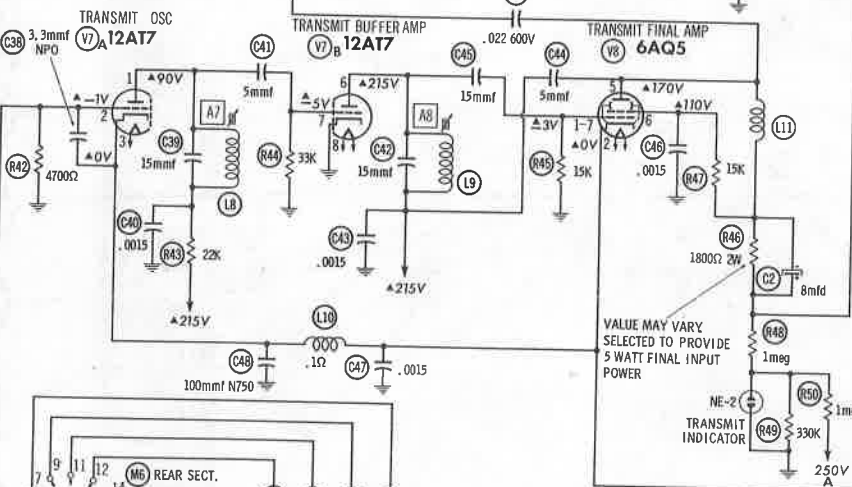 TRANSMIT OSC
C38 3.3mmf
NPO
V7 A 12AT7
TRANSMIT BUFFER AMP
V7 B 12AT7
.022 600V
TRANSMIT FINAL AMP
V8 6AQ5
C41
5mmf
C45
15mmf
C44
5mmf
1
▲90V
6
▲215V
5
▲170V
▲-1V
2
3
▲0V
R42
4700Ω
C39
15mmf
A7
L8
C40
.0015
R43
22K
▲215V
▲-5V
7
8
R44
33K
C42
15mmf
A8
L9
C43
.0015
▲215V
▲-3V
1-7
▲0V
2
6
▲110V
R45
15K
C46
.0015
R47
15K
L11
R46
1800Ω 2W
C2
8mfd
VALUE MAY VARY
SELECTED TO PROVIDE
5 WATT FINAL INPUT
POWER
R48
1meg
L10
.1Ω
C48
100mmf N750
C47
.0015
NE-2
TRANSMIT
INDICATOR
R49
330K
R50
1m
250V
A
7
9
11
12
14
M6 REAR SECT.